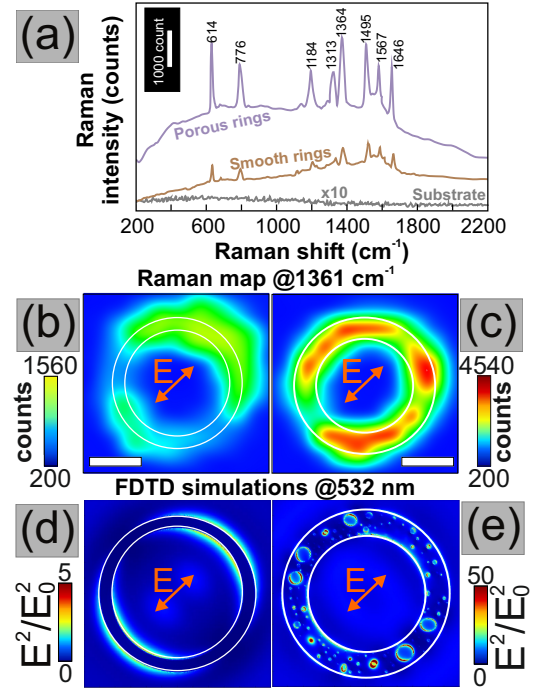 (a)
1000 count
Raman
intensity (counts)
614
776
1184
1313
1364
1495
1567
1646
Porous rings
Smooth rings
x10
Substrate
200 600 1000 1400 1800 2200
Raman shift (cm-1)
Raman map @1361 cm-1
(b)
(c)
E
E
1560
counts
200
4540
counts
200
FDTD simulations @532 nm
(d)
(e)
E
E
5
E²/E₀²
0
50
E²/E₀²
0